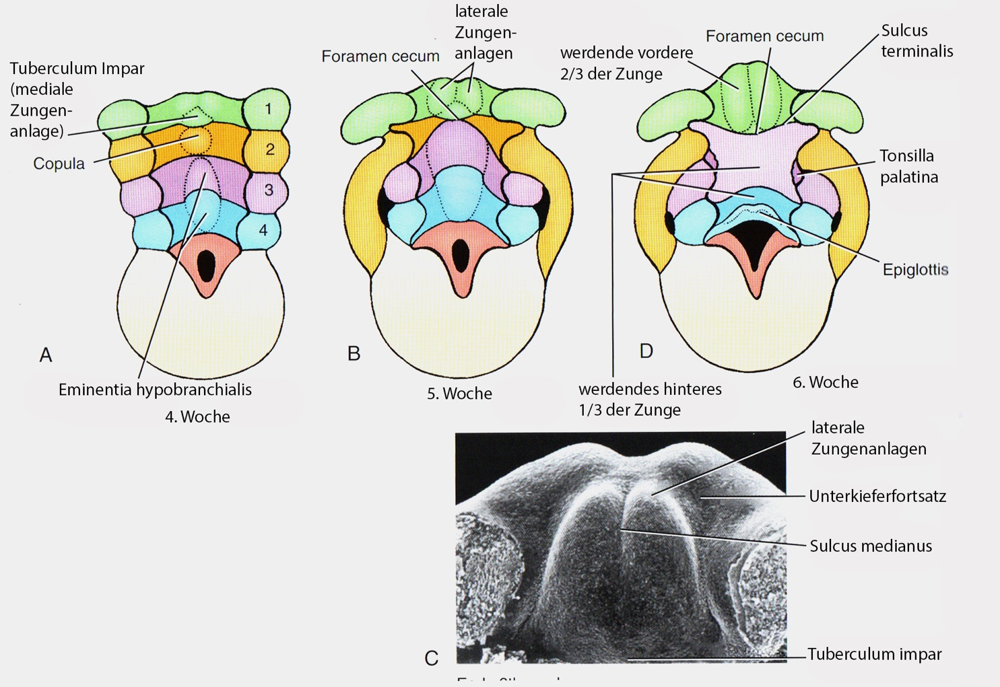 Tuberculum Impar
(mediale
Zungen-
anlage)
Copula
1
2
3
4
A
Eminentia hypobranchialis
4. Woche
laterale
Zungen-
anlagen
Foramen cecum
B
5. Woche
werdende vordere
2/3 der Zunge
Foramen cecum
Sulcus
terminalis
Tonsilla
palatina
Epiglottis
D
werdendes hinteres
1/3 der Zunge
6. Woche
laterale
Zungenanlagen
Unterkieferfortsatz
Sulcus medianus
Tuberculum impar
C